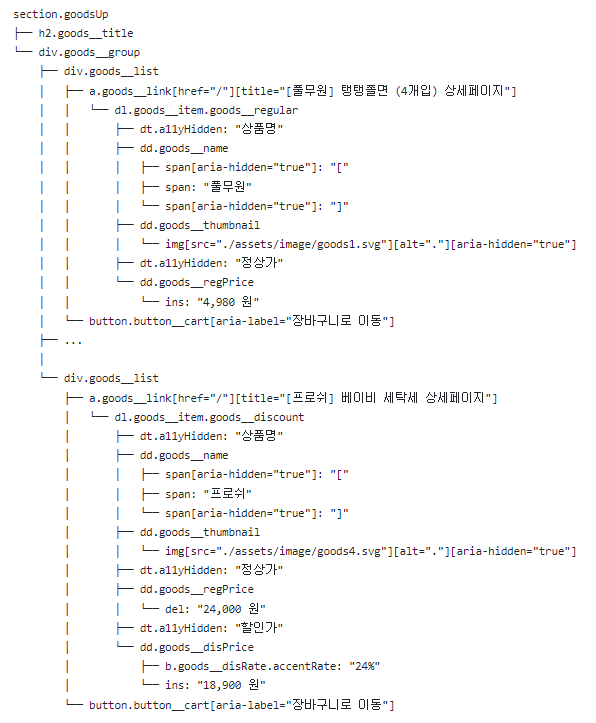 section.goodsUp
├── h2.goods__title
└── div.goods__group
    ├── div.goods__list
    │   ├── a.goods__link[href="/"][title="[풀무원] 탱탱쫄면 (4개입) 상세페이지"]
    │   │   └── dl.goods__item.goods__regular
    │   │       ├── dt.a11yHidden: "상품명"
    │   │       ├── dd.goods__name
    │   │       │   ├── span[aria-hidden="true"]: "["
    │   │       │   ├── span: "풀무원"
    │   │       │   └── span[aria-hidden="true"]: "]"
    │   │       ├── dd.goods__thumbnail
    │   │       │   └── img[src="./assets/image/goods1.svg"][alt="."][aria-hidden="true"]
    │   │       ├── dt.a11yHidden: "정상가"
    │   │       └── dd.goods__regPrice
    │   │           └── ins: "4,980 원"
    │   └── button.button__cart[aria-label="장바구니로 이동"]
    ├── ...
    │
    └── div.goods__list
        ├── a.goods__link[href="/"][title="[프로쉬] 베이비 세탁세 상세페이지"]
        │   └── dl.goods__item.goods__discount
        │       ├── dt.a11yHidden: "상품명"
        │       ├── dd.goods__name
        │       │   ├── span[aria-hidden="true"]: "["
        │       │   ├── span: "프로쉬"
        │       │   └── span[aria-hidden="true"]: "]"
        │       ├── dd.goods__thumbnail
        │       │   └── img[src="./assets/image/goods4.svg"][alt="."][aria-hidden="true"]
        │       ├── dt.a11yHidden: "정상가"
        │       ├── dd.goods__regPrice
        │       │   └── del: "24,000 원"
        │       ├── dt.a11yHidden: "할인가"
        │       └── dd.goods__disPrice
        │           ├── b.goods__disRate.accentRate: "24%"
        │           └── ins: "18,900 원"
        └── button.button__cart[aria-label="장바구니로 이동"]